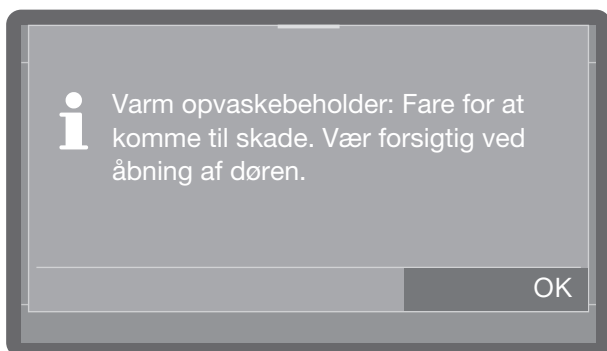 Varm opvaskebeholder: Fare for at
komme til skade. Vær forsigtig ved
åbning af døren.
OK